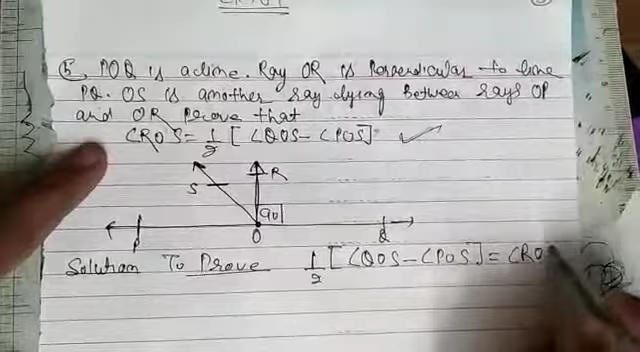 5. POQ is a line. Ray OR is Perpendicular to line
PQ. OS is another ray lying Between rays OP
and OR Prove that
∠ROS = 1/2 [∠QOS - ∠POS]
S
R
90
P
O
Q
Solution To Prove 1/2 [∠QOS - ∠POS] = ∠RO